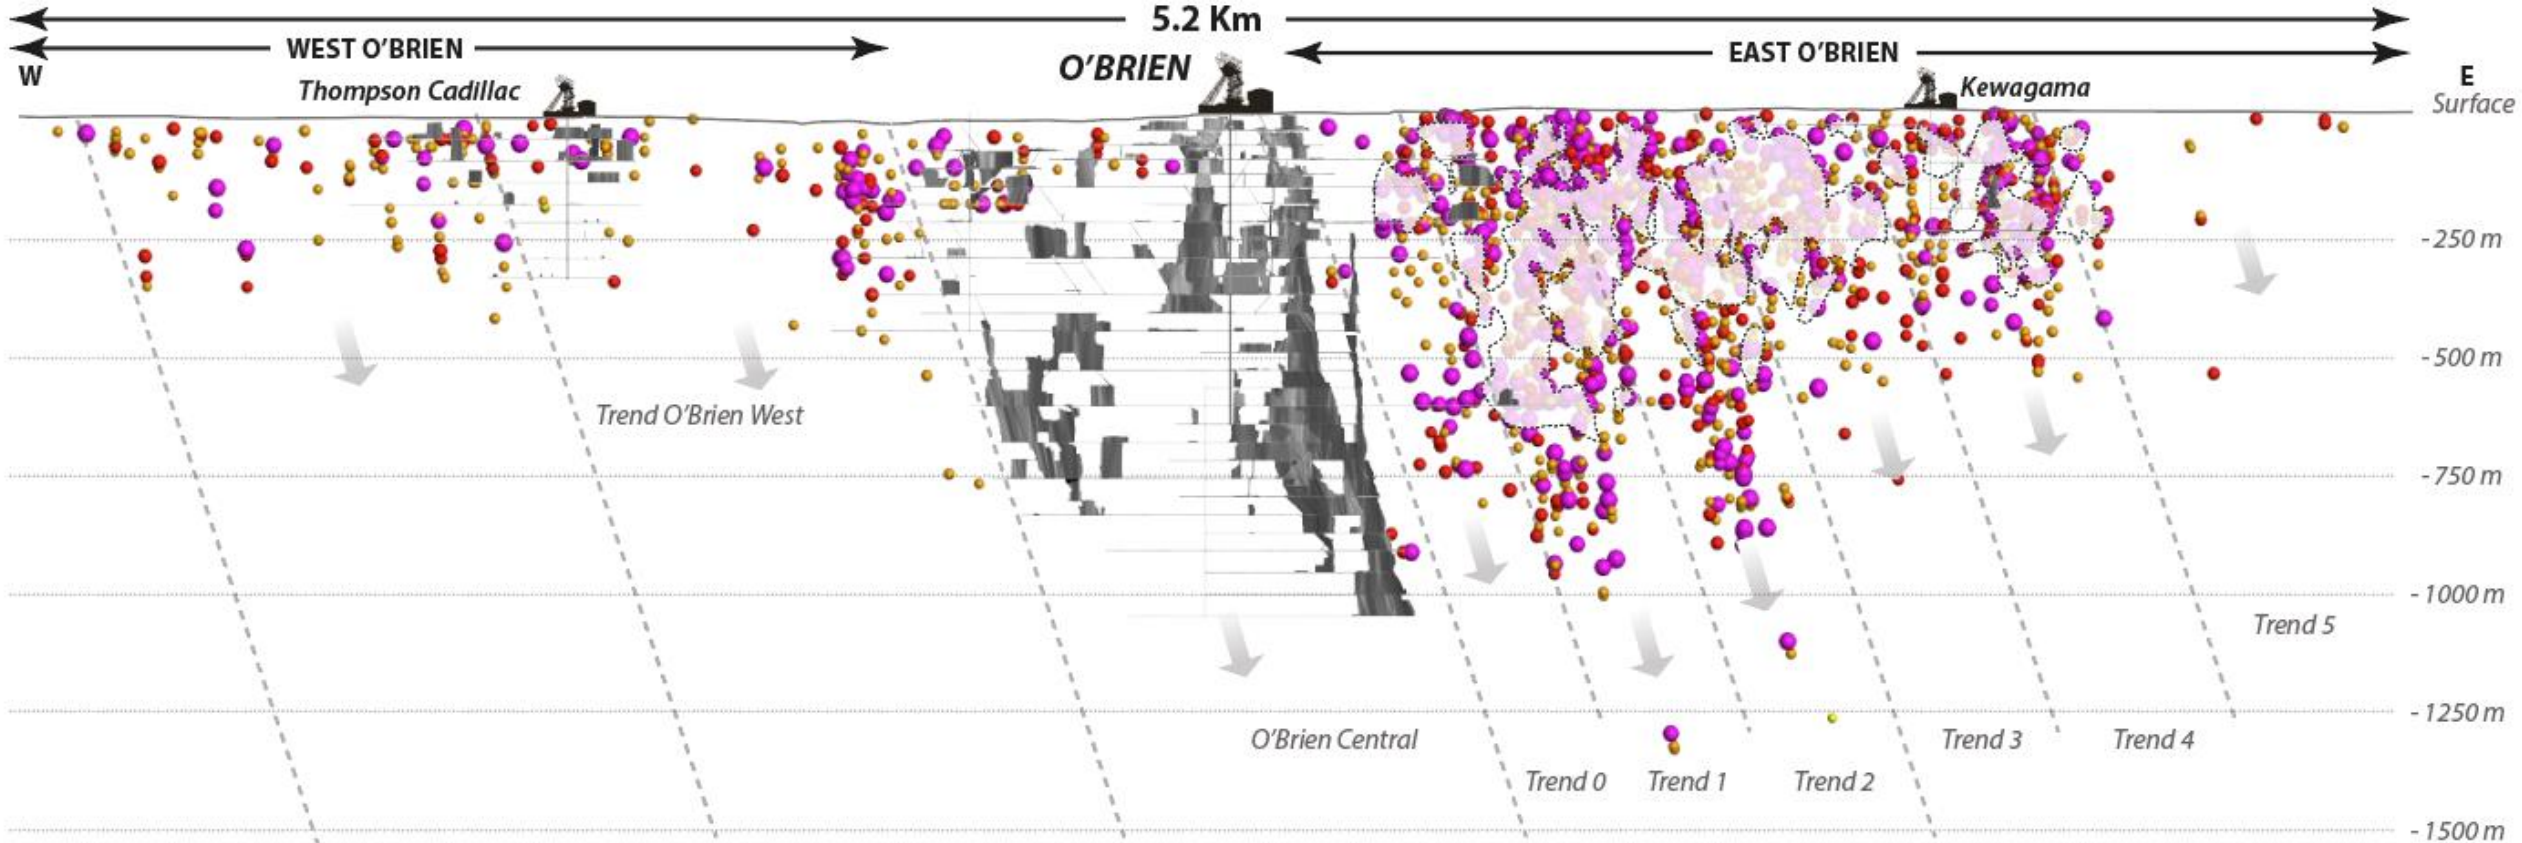 5.2 Km
WEST O'BRIEN
EAST O'BRIEN
W
O'BRIEN
E
Thompson Cadillac
Kewagama
Surface
- 250 m
- 500 m
Trend O'Brien West
- 750 m
- 1000 m
Trend 5
- 1250 m
O'Brien Central
Trend 3
Trend 4
Trend 0
Trend 1
Trend 2
- 1500 m